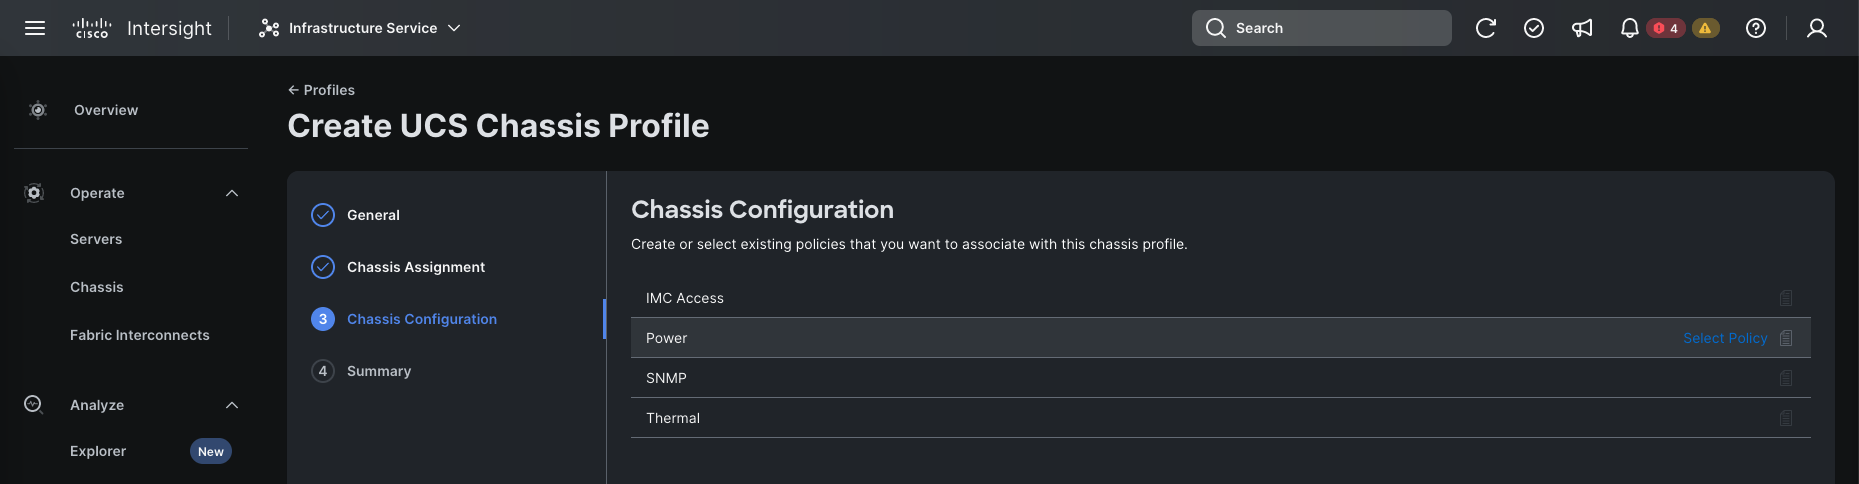 CISCO Intersight
Infrastructure Service
Search
4
Overview
Operate
Servers
Chassis
Fabric Interconnects
Analyze
Explorer New
← Profiles
Create UCS Chassis Profile
General
Chassis Assignment
3 Chassis Configuration
4 Summary
Chassis Configuration
Create or select existing policies that you want to associate with this chassis profile.
IMC Access
Power Select Policy
SNMP
Thermal